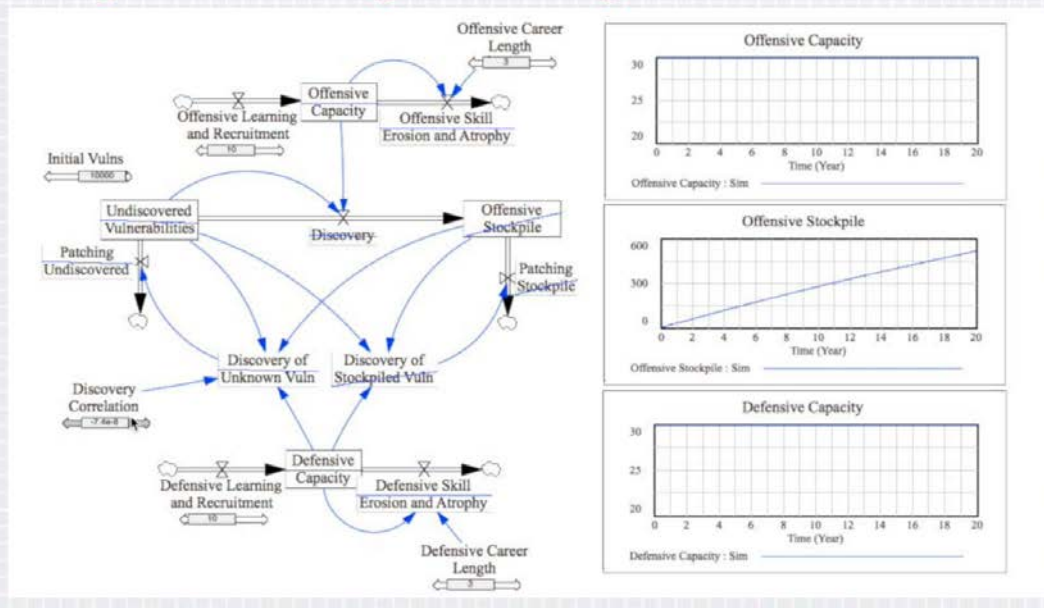 Offensive Career
Length
3
Offensive
Capacity
Offensive Learning
and Recruitment
10
Offensive Skill
Erosion and Atrophy
Initial Vulns
10000
Undiscovered
Vulnerabilities
Discovery
Offensive
Stockpile
Patching
Undiscovered
Patching
Stockpile
Discovery of
Unknown Vuln
Discovery of
Stockpiled Vuln
Discovery
Correlation
-7.4e-8
Defensive
Capacity
Defensive Learning
and Recruitment
10
Defensive Skill
Erosion and Atrophy
Defensive Career
Length
3
Offensive Capacity
30
25
20
0 2 4 6 8 10 12 14 16 18 20
Time (Year)
Offensive Capacity : Sim
Offensive Stockpile
600
300
0
0 2 4 6 8 10 12 14 16 18 20
Time (Year)
Offensive Stockpile : Sim
Defensive Capacity
30
25
20
0 2 4 6 8 10 12 14 16 18 20
Time (Year)
Defensive Capacity : Sim